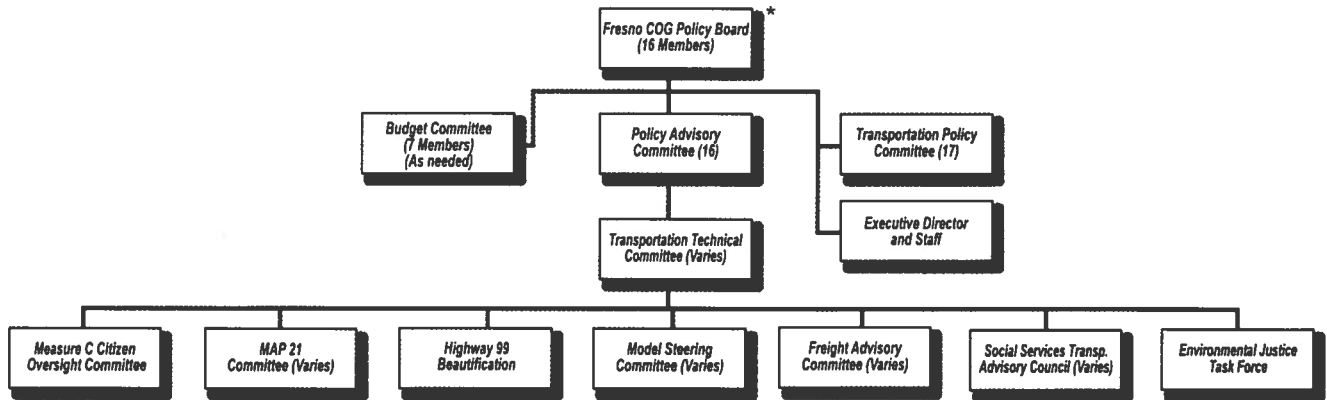 Fresno COG Policy Board *
(16 Members)
Budget Committee
(7 Members)
(As needed)
Policy Advisory
Committee (16)
Transportation Policy
Committee (17)
Executive Director
and Staff
Transportation Technical
Committee (Varies)
Measure C Citizen
Oversight Committee
MAP 21
Committee (Varies)
Highway 99
Beautification
Model Steering
Committee (Varies)
Freight Advisory
Committee (Varies)
Social Services Transp.
Advisory Council (Varies)
Environmental Justice
Task Force